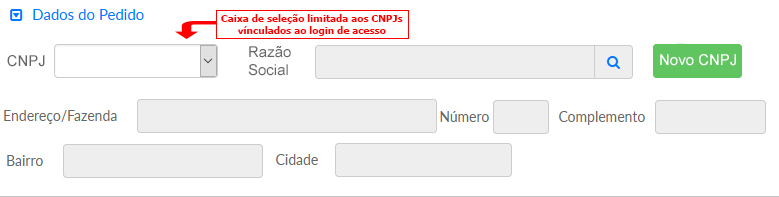 Dados do Pedido
Caixa de seleção limitada aos CNPJs
vínculados ao login de acesso
CNPJ
Razão
Social
Novo CNPJ
Endereço/Fazenda
Número
Complemento
Bairro
Cidade